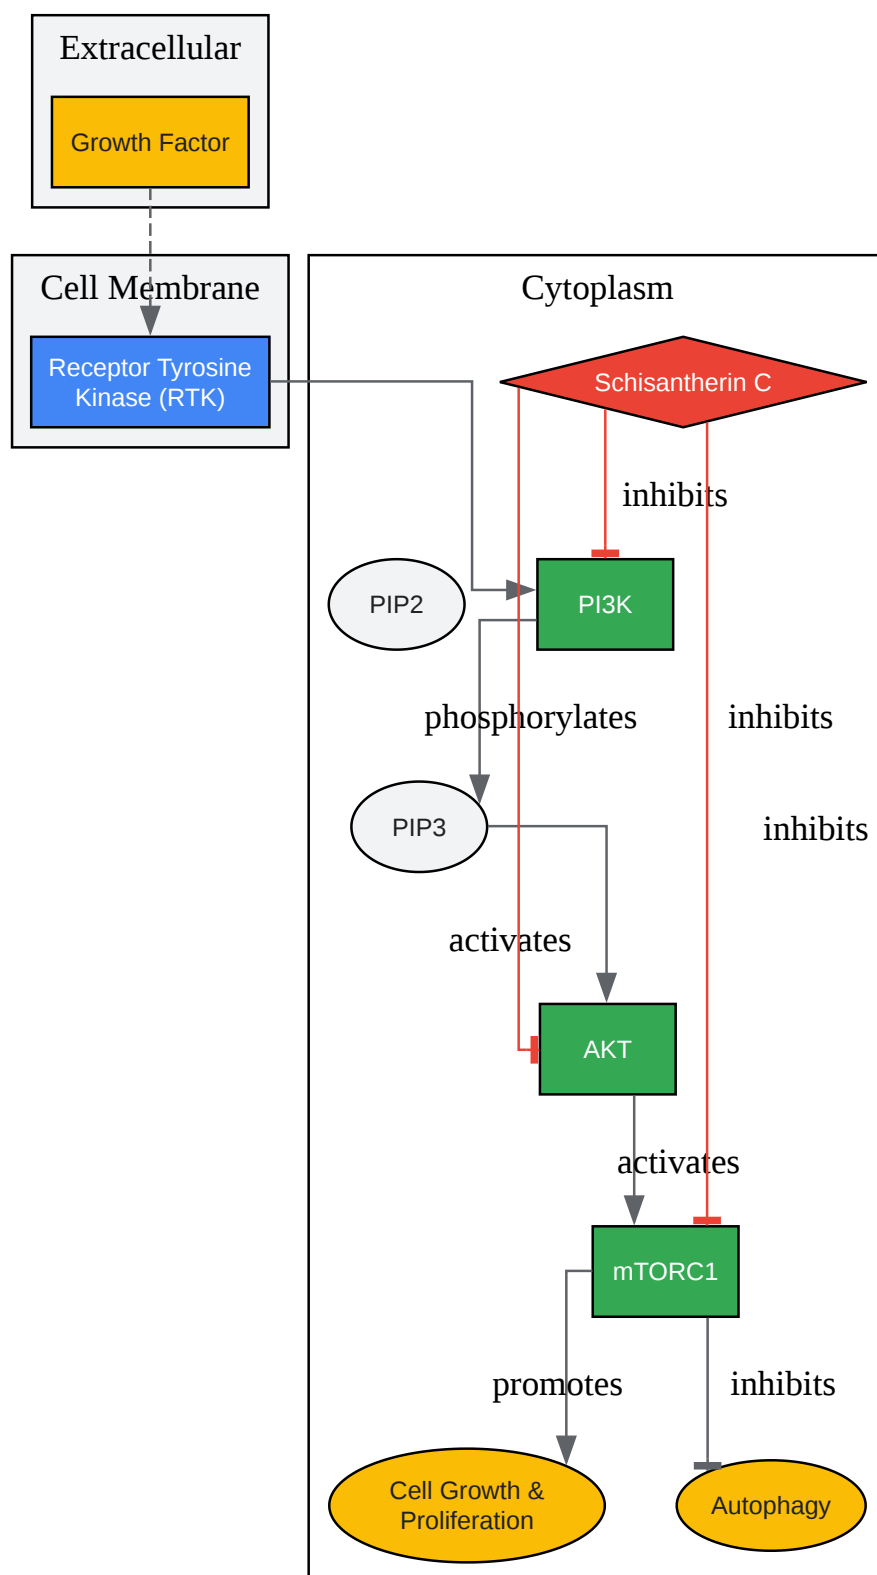 Extracellular
Growth Factor
Cell Membrane
Cytoplasm
Receptor Tyrosine
Kinase (RTK)
Schisantherin C
inhibits
PIP2
PI3K
phosphorylates
inhibits
PIP3
inhibits
activates
AKT
activates
mTORC1
promotes
inhibits
Cell Growth &
Proliferation
Autophagy